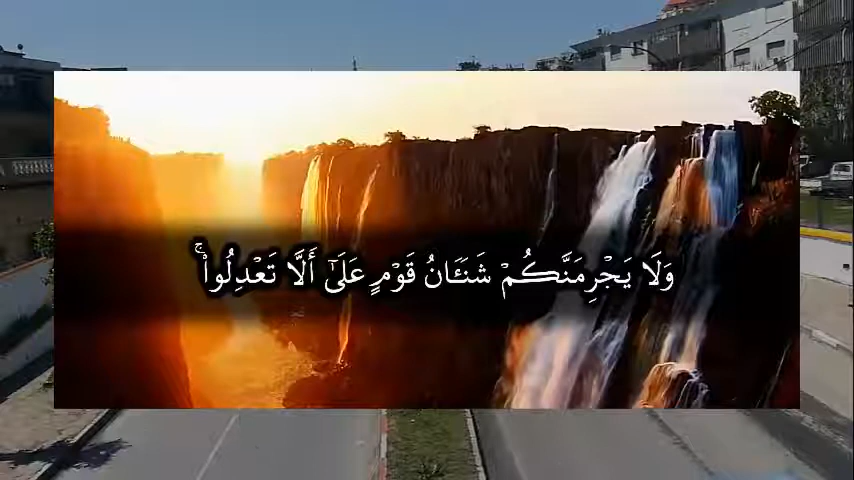 وَلَا يَجْرِمَنَّكُمْ شَنَـَٔانُ قَوْمٍ عَلَىٰٓ أَلَّا تَعْدِلُوا۟ ۚ